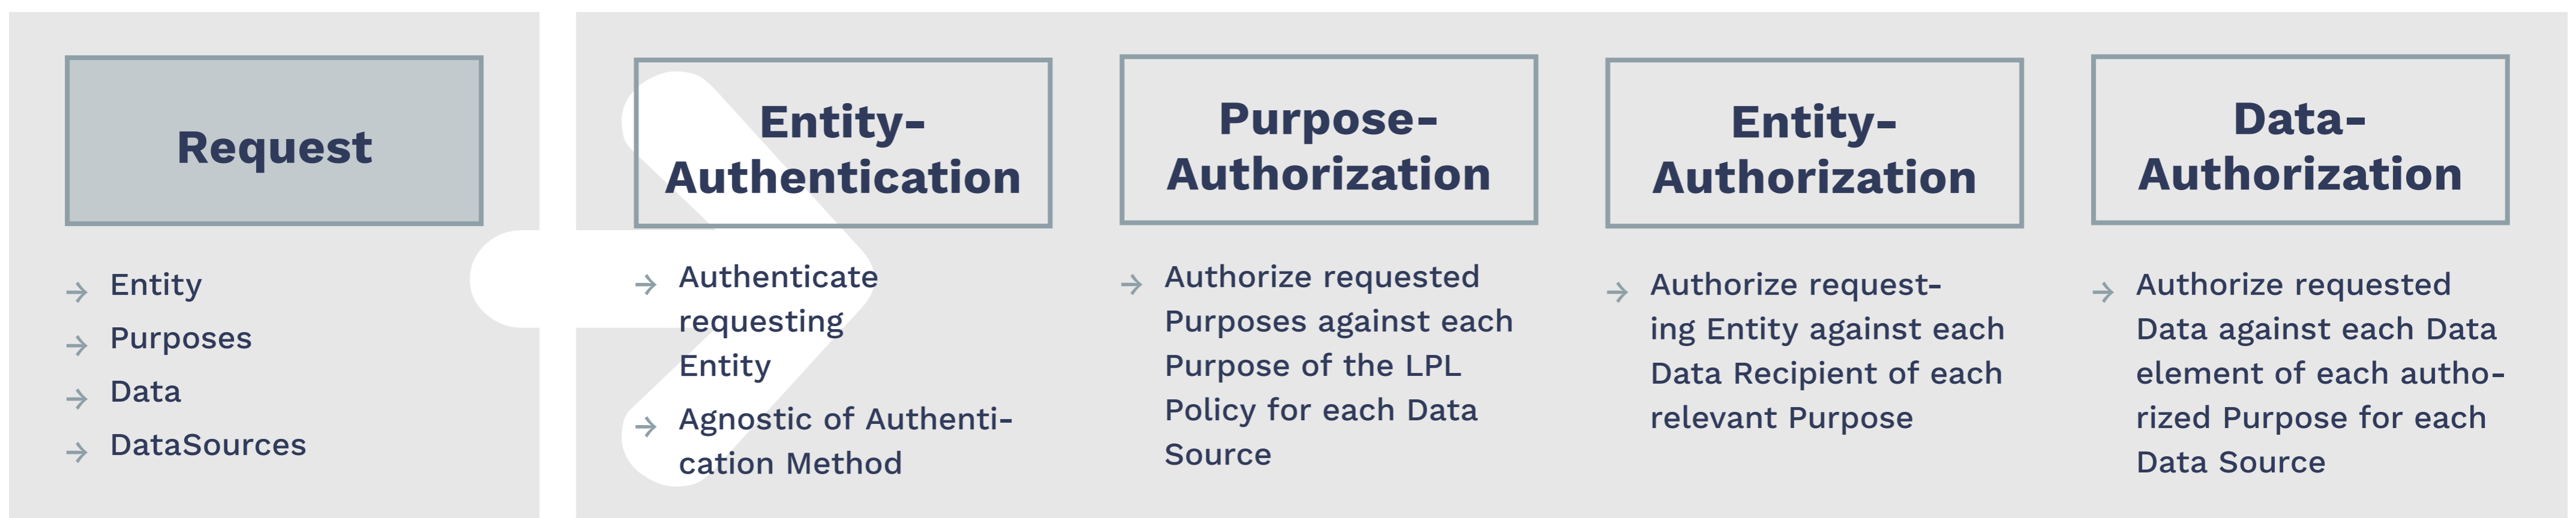 Request
Entity
Purposes
Data
DataSources
Entity-
Authentication
Authenticate
requesting
Entity
Agnostic of Authenti-
cation Method
Purpose-
Authorization
Authorize requested
Purposes against each
Purpose of the LPL
Policy for each Data
Source
Entity-
Authorization
Authorize request-
ing Entity against each
Data Recipient of each
relevant Purpose
Data-
Authorization
Authorize requested
Data against each Data
element of each autho-
rized Purpose for each
Data Source